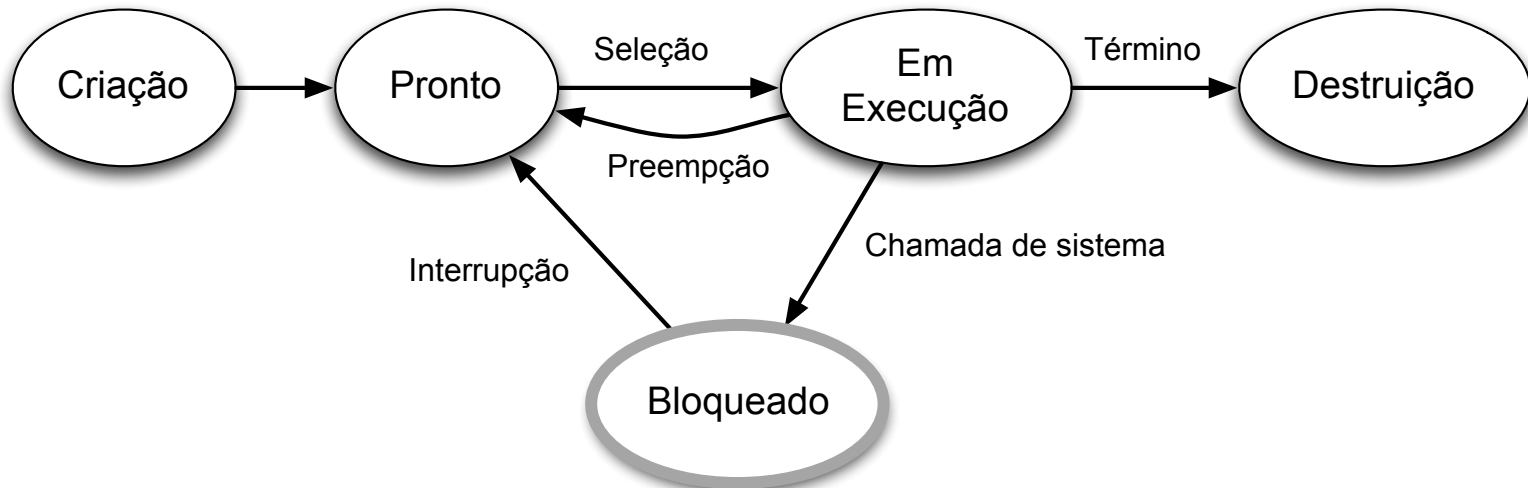 Criação
Pronto
Seleção
Em
Execução
Término
Destruição
Preempção
Interrupção
Chamada de sistema
Bloqueado